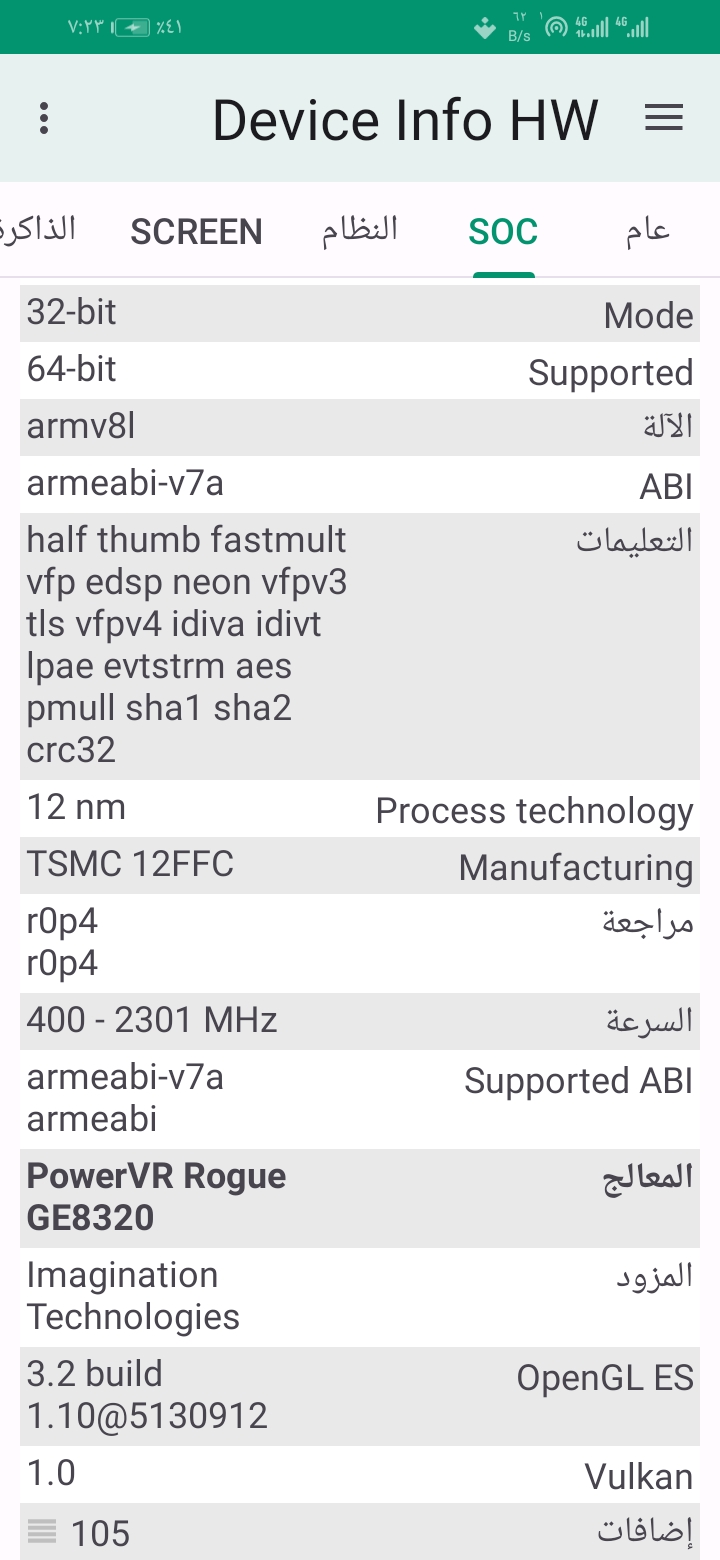 ٧:٢٣ ٪٤١ ٦٢ B/s ١ 4G 4G
Device Info HW
عام SOC النظام SCREEN الذاكرة
Mode 32-bit
Supported 64-bit
الآلة armv8l
ABI armeabi-v7a
التعليمات half thumb fastmult
vfp edsp neon vfpv3
tls vfpv4 idiva idivt
lpae evtstrm aes
pmull sha1 sha2
crc32
Process technology 12 nm
Manufacturing TSMC 12FFC
مراجعة r0p4
r0p4
السرعة 400 - 2301 MHz
Supported ABI armeabi-v7a
armeabi
المعالج PowerVR Rogue
GE8320
المزود Imagination
Technologies
OpenGL ES 3.2 build
1.10@5130912
Vulkan 1.0
إضافات 105